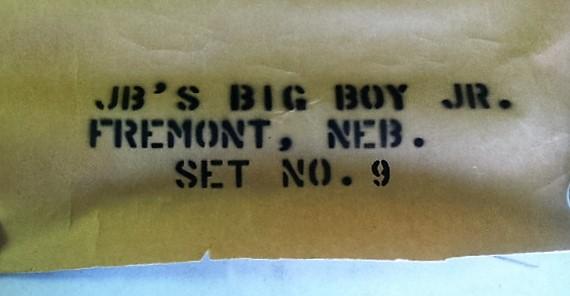 JB'S BIG BOY JR.
FREMONT, NEB.
SET NO. 9